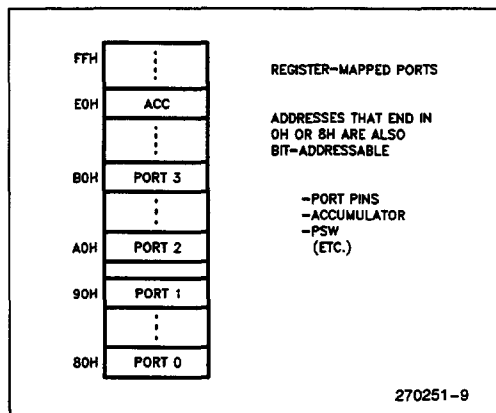 FFH
E0H ACC
B0H PORT 3
A0H PORT 2
90H PORT 1
80H PORT 0
REGISTER-MAPPED PORTS
ADDRESSES THAT END IN
0H OR 8H ARE ALSO
BIT-ADDRESSABLE
-PORT PINS
-ACCUMULATOR
-PSW
(ETC.)
270251-9